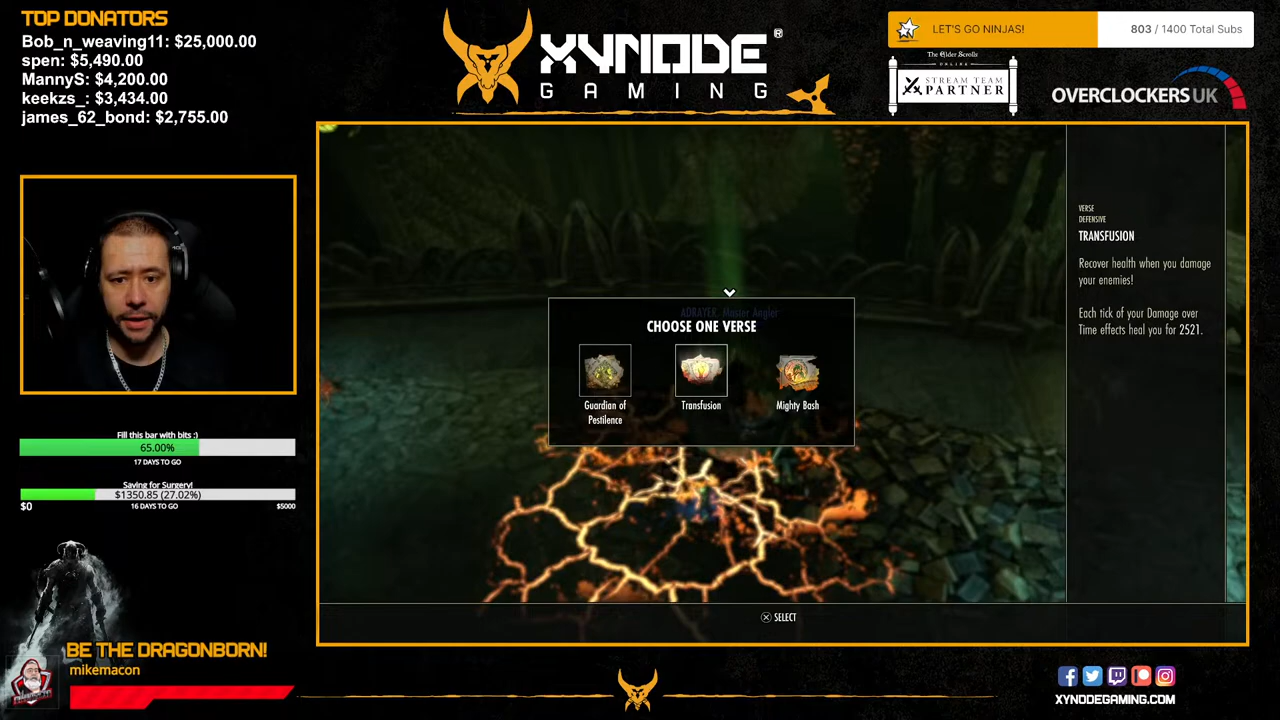 TOP DONATORS
Bob_n_weaving11: $25,000.00
spen: $5,490.00
MannyS: $4,200.00
keekzs_: $3,434.00
james_62_bond: $2,755.00
XYNODE®
GAMING
LET'S GO NINJAS!
803 / 1400 Total Subs
The Elder Scrolls
ONLINE
STREAM TEAM
PARTNER
OVERCLOCKERS UK
VERSE
DEFENSIVE
TRANSFUSION
Recover health when you damage
your enemies!
Each tick of your Damage over
Time effects heal you for 2521.
ADRAYER, Master Angler
CHOOSE ONE VERSE
Guardian of
Pestilence
Transfusion
Mighty Bash
SELECT
Fill this bar with bits :)
65.00%
17 DAYS TO GO
Saving for Surgery!
$1350.85 (27.02%)
$0
16 DAYS TO GO
$5000
BE THE DRAGONBORN!
mikemacon
XYNODEGAMING.COM